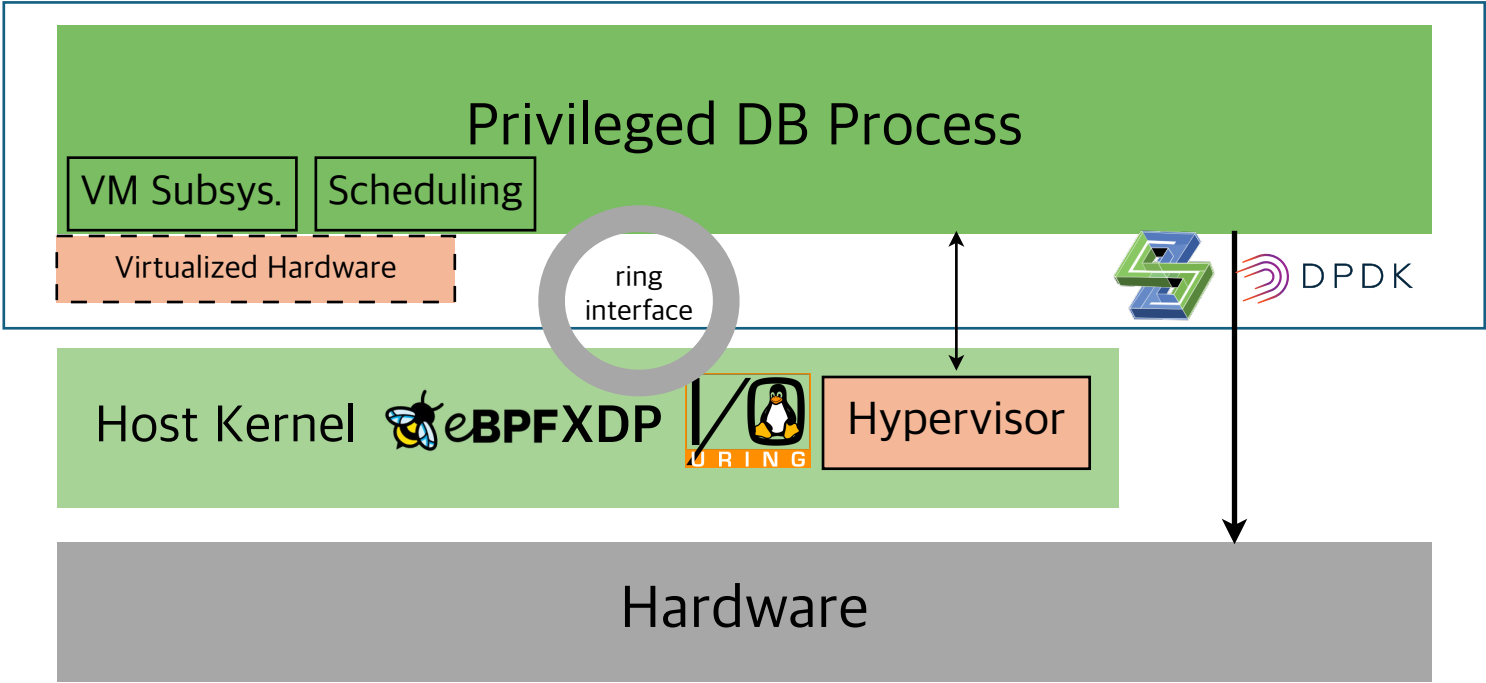 Privileged DB Process
VM Subsys.
Scheduling
Virtualized Hardware
ring
interface
DPDK
Host Kernel
eBPF
XDP
I/O
URING
Hypervisor
Hardware